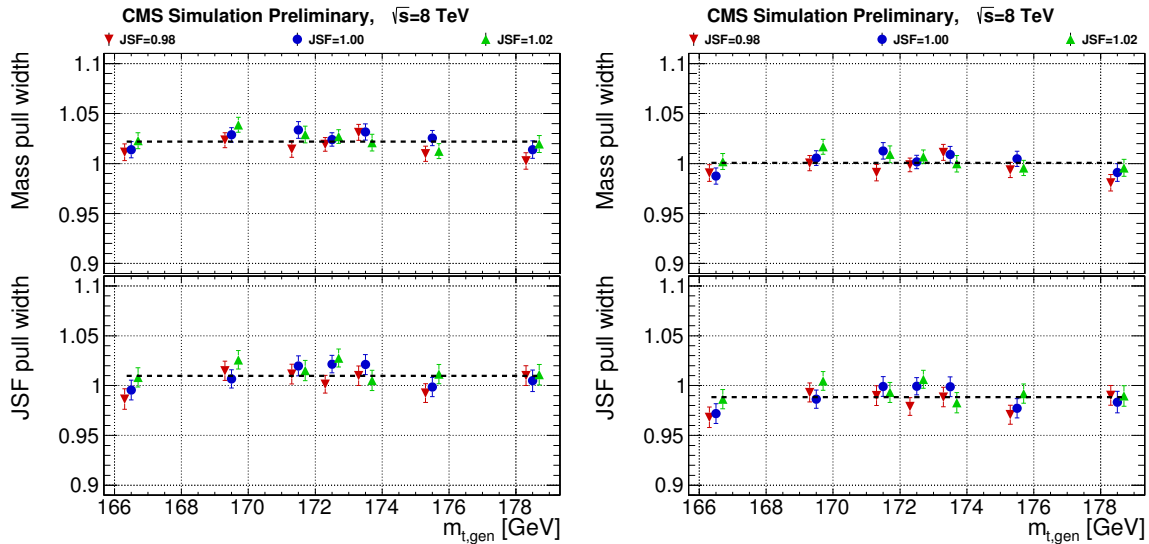 CMS Simulation Preliminary, √s=8 TeV
JSF=0.98 JSF=1.00 JSF=1.02
Mass pull width
1.1
1.05
1
0.95
0.9
JSF pull width
1.1
1.05
1
0.95
0.9
166 168 170 172 174 176 178
m_t,gen [GeV]
CMS Simulation Preliminary, √s=8 TeV
JSF=0.98 JSF=1.00 JSF=1.02
Mass pull width
1.1
1.05
1
0.95
0.9
JSF pull width
1.1
1.05
1
0.95
0.9
166 168 170 172 174 176 178
m_t,gen [GeV]